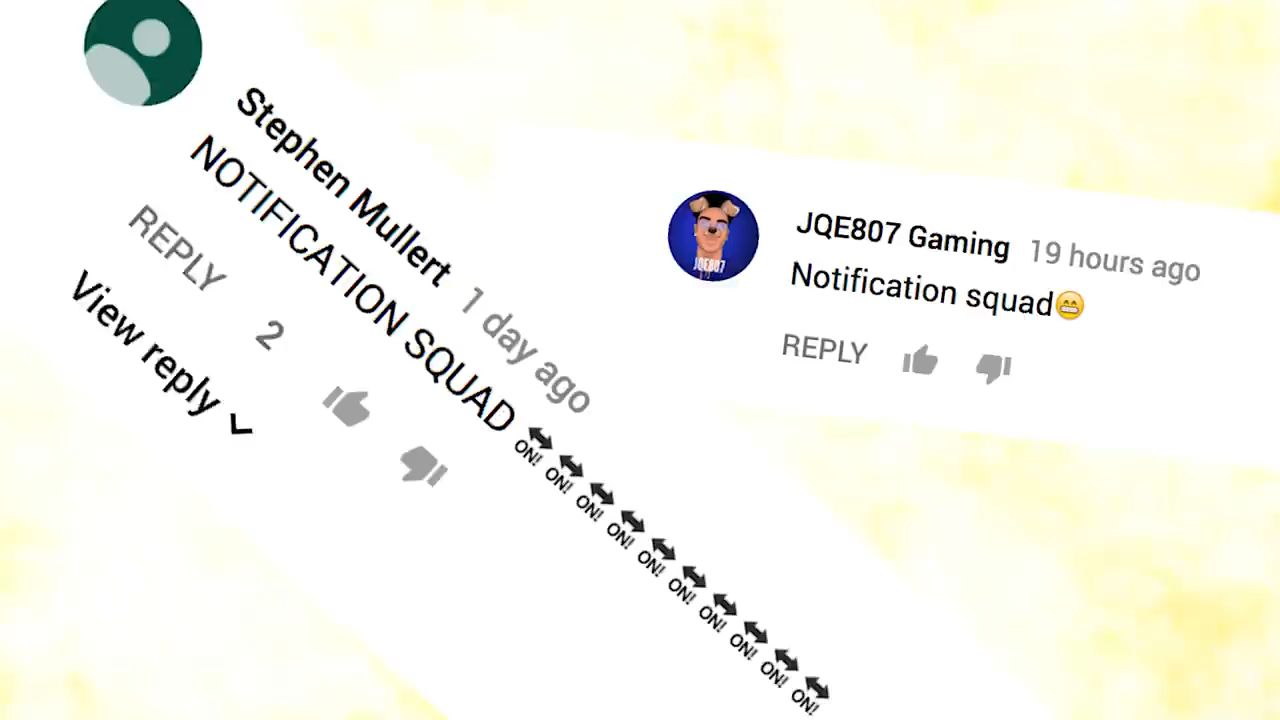 Stephen Mullert 1 day ago
NOTIFICATION SQUAD 🔛🔛🔛🔛🔛🔛🔛🔛🔛🔛
REPLY 2
View reply
JQE807 Gaming 19 hours ago
Notification squad😁
REPLY
JQE807